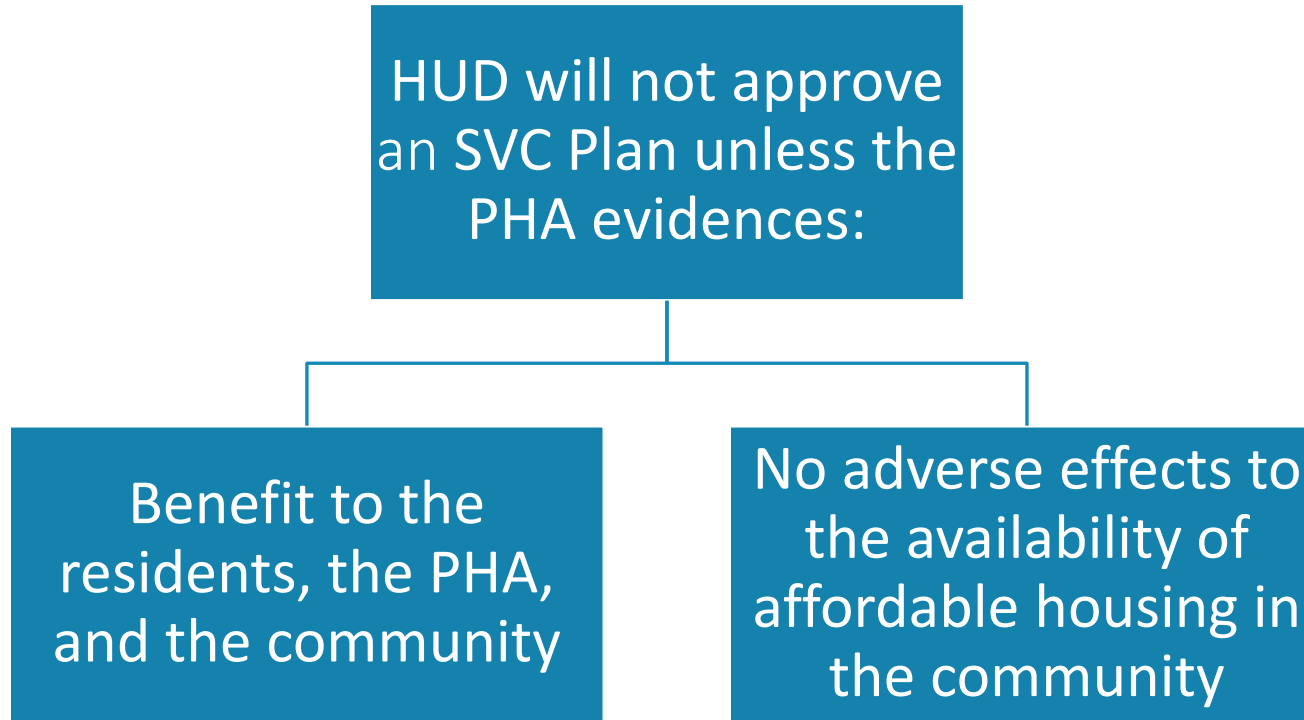 HUD will not approve
an SVC Plan unless the
PHA evidences:
Benefit to the
residents, the PHA,
and the community
No adverse effects to
the availability of
affordable housing in
the community